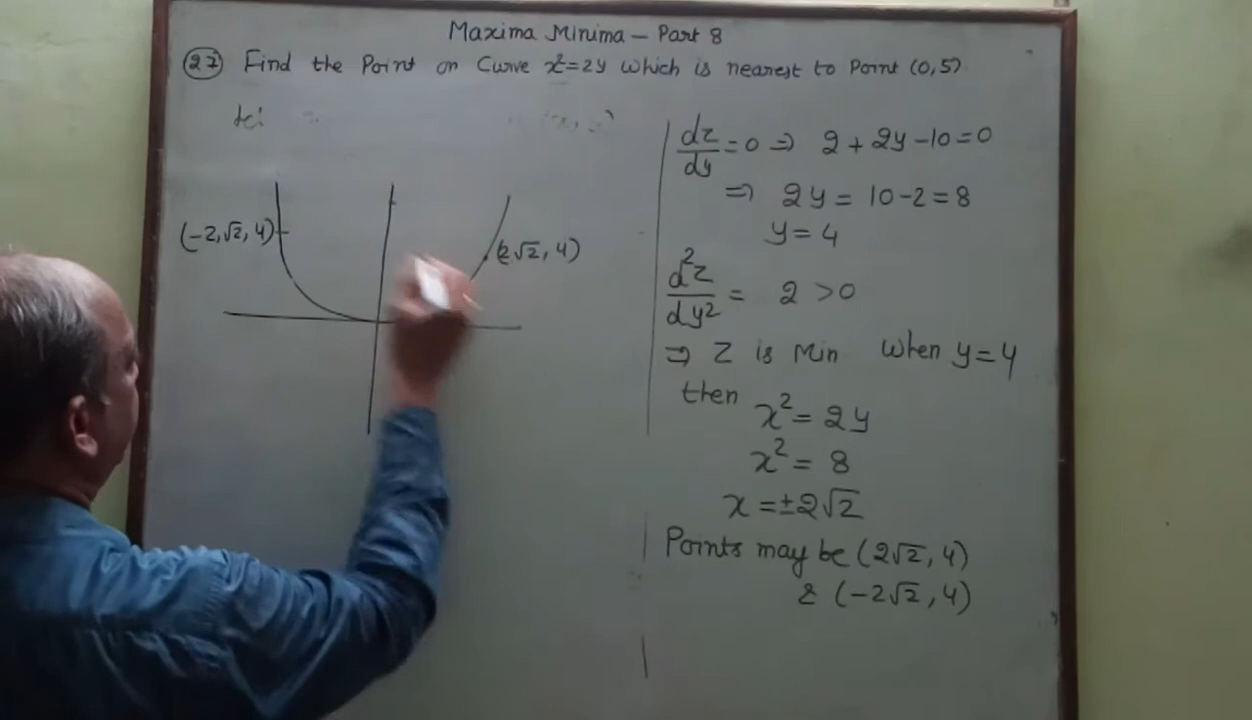 Maxima Minima – Part 8
27 Find the Point on Curve x²=2y which is nearest to Point (0,5)
(-2√2, 4)
(2√2, 4)
dz/dy = 0 ⇒ 2 + 2y - 10 = 0
⇒ 2y = 10 - 2 = 8
y = 4
d²z/dy² = 2 > 0
⇒ Z is Min when y = 4
then
x² = 2y
x² = 8
x = ±2√2
Points may be (2√2, 4)
& (-2√2, 4)